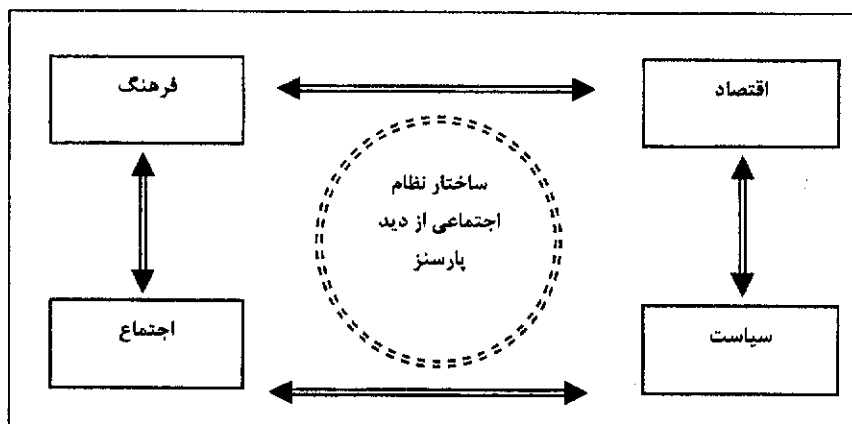 اقتصاد
فرهنگ
ساختار نظام
اجتماعی از دید
پارسنز
سیاست
اجتماع